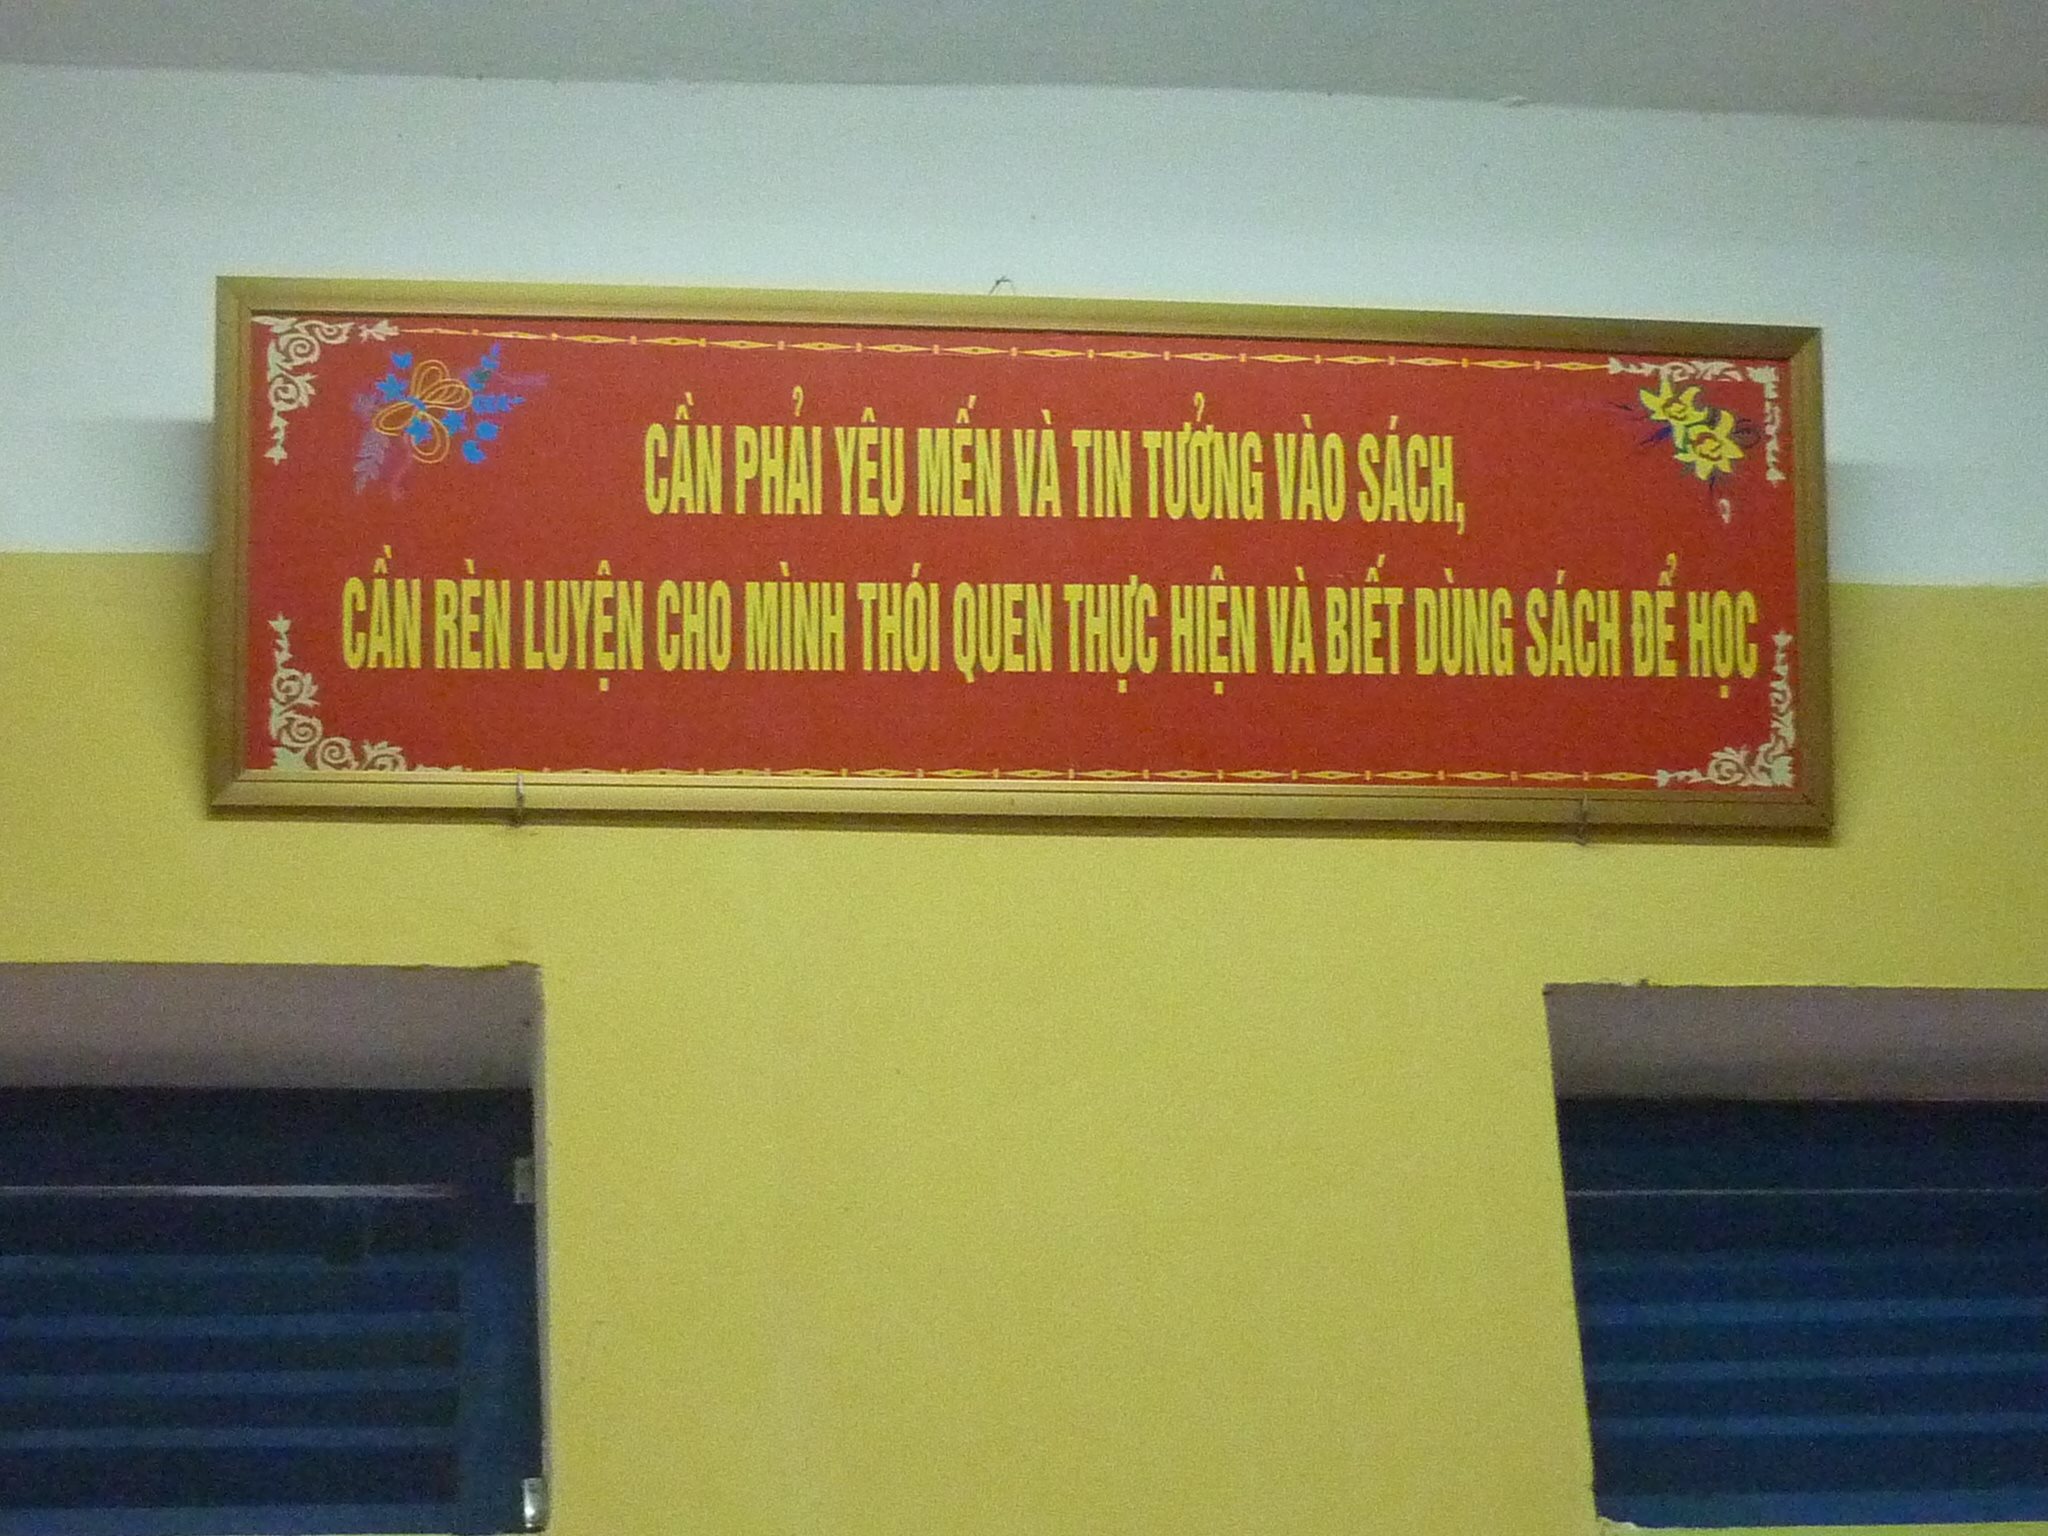 CẦN PHẢI YÊU MẾN VÀ TIN TƯỞNG VÀO SÁCH,
CẦN RÈN LUYỆN CHO MÌNH THÓI QUEN THỰC HIỆN VÀ BIẾT DÙNG SÁCH ĐỂ HỌC